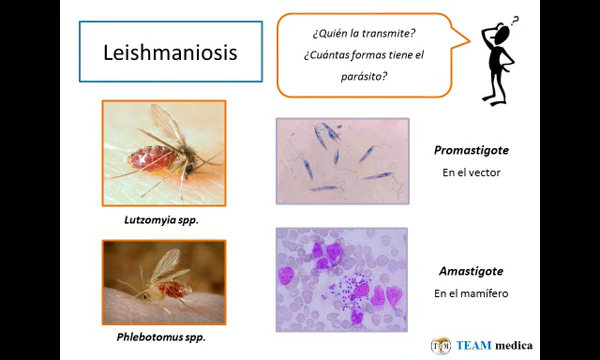 Leishmaniosis
¿Quién la transmite?
¿Cuántas formas tiene el
parásito?
?
Lutzomyia spp.
Promastigote
En el vector
Phlebotomus spp.
Amastigote
En el mamífero
TEAM medica